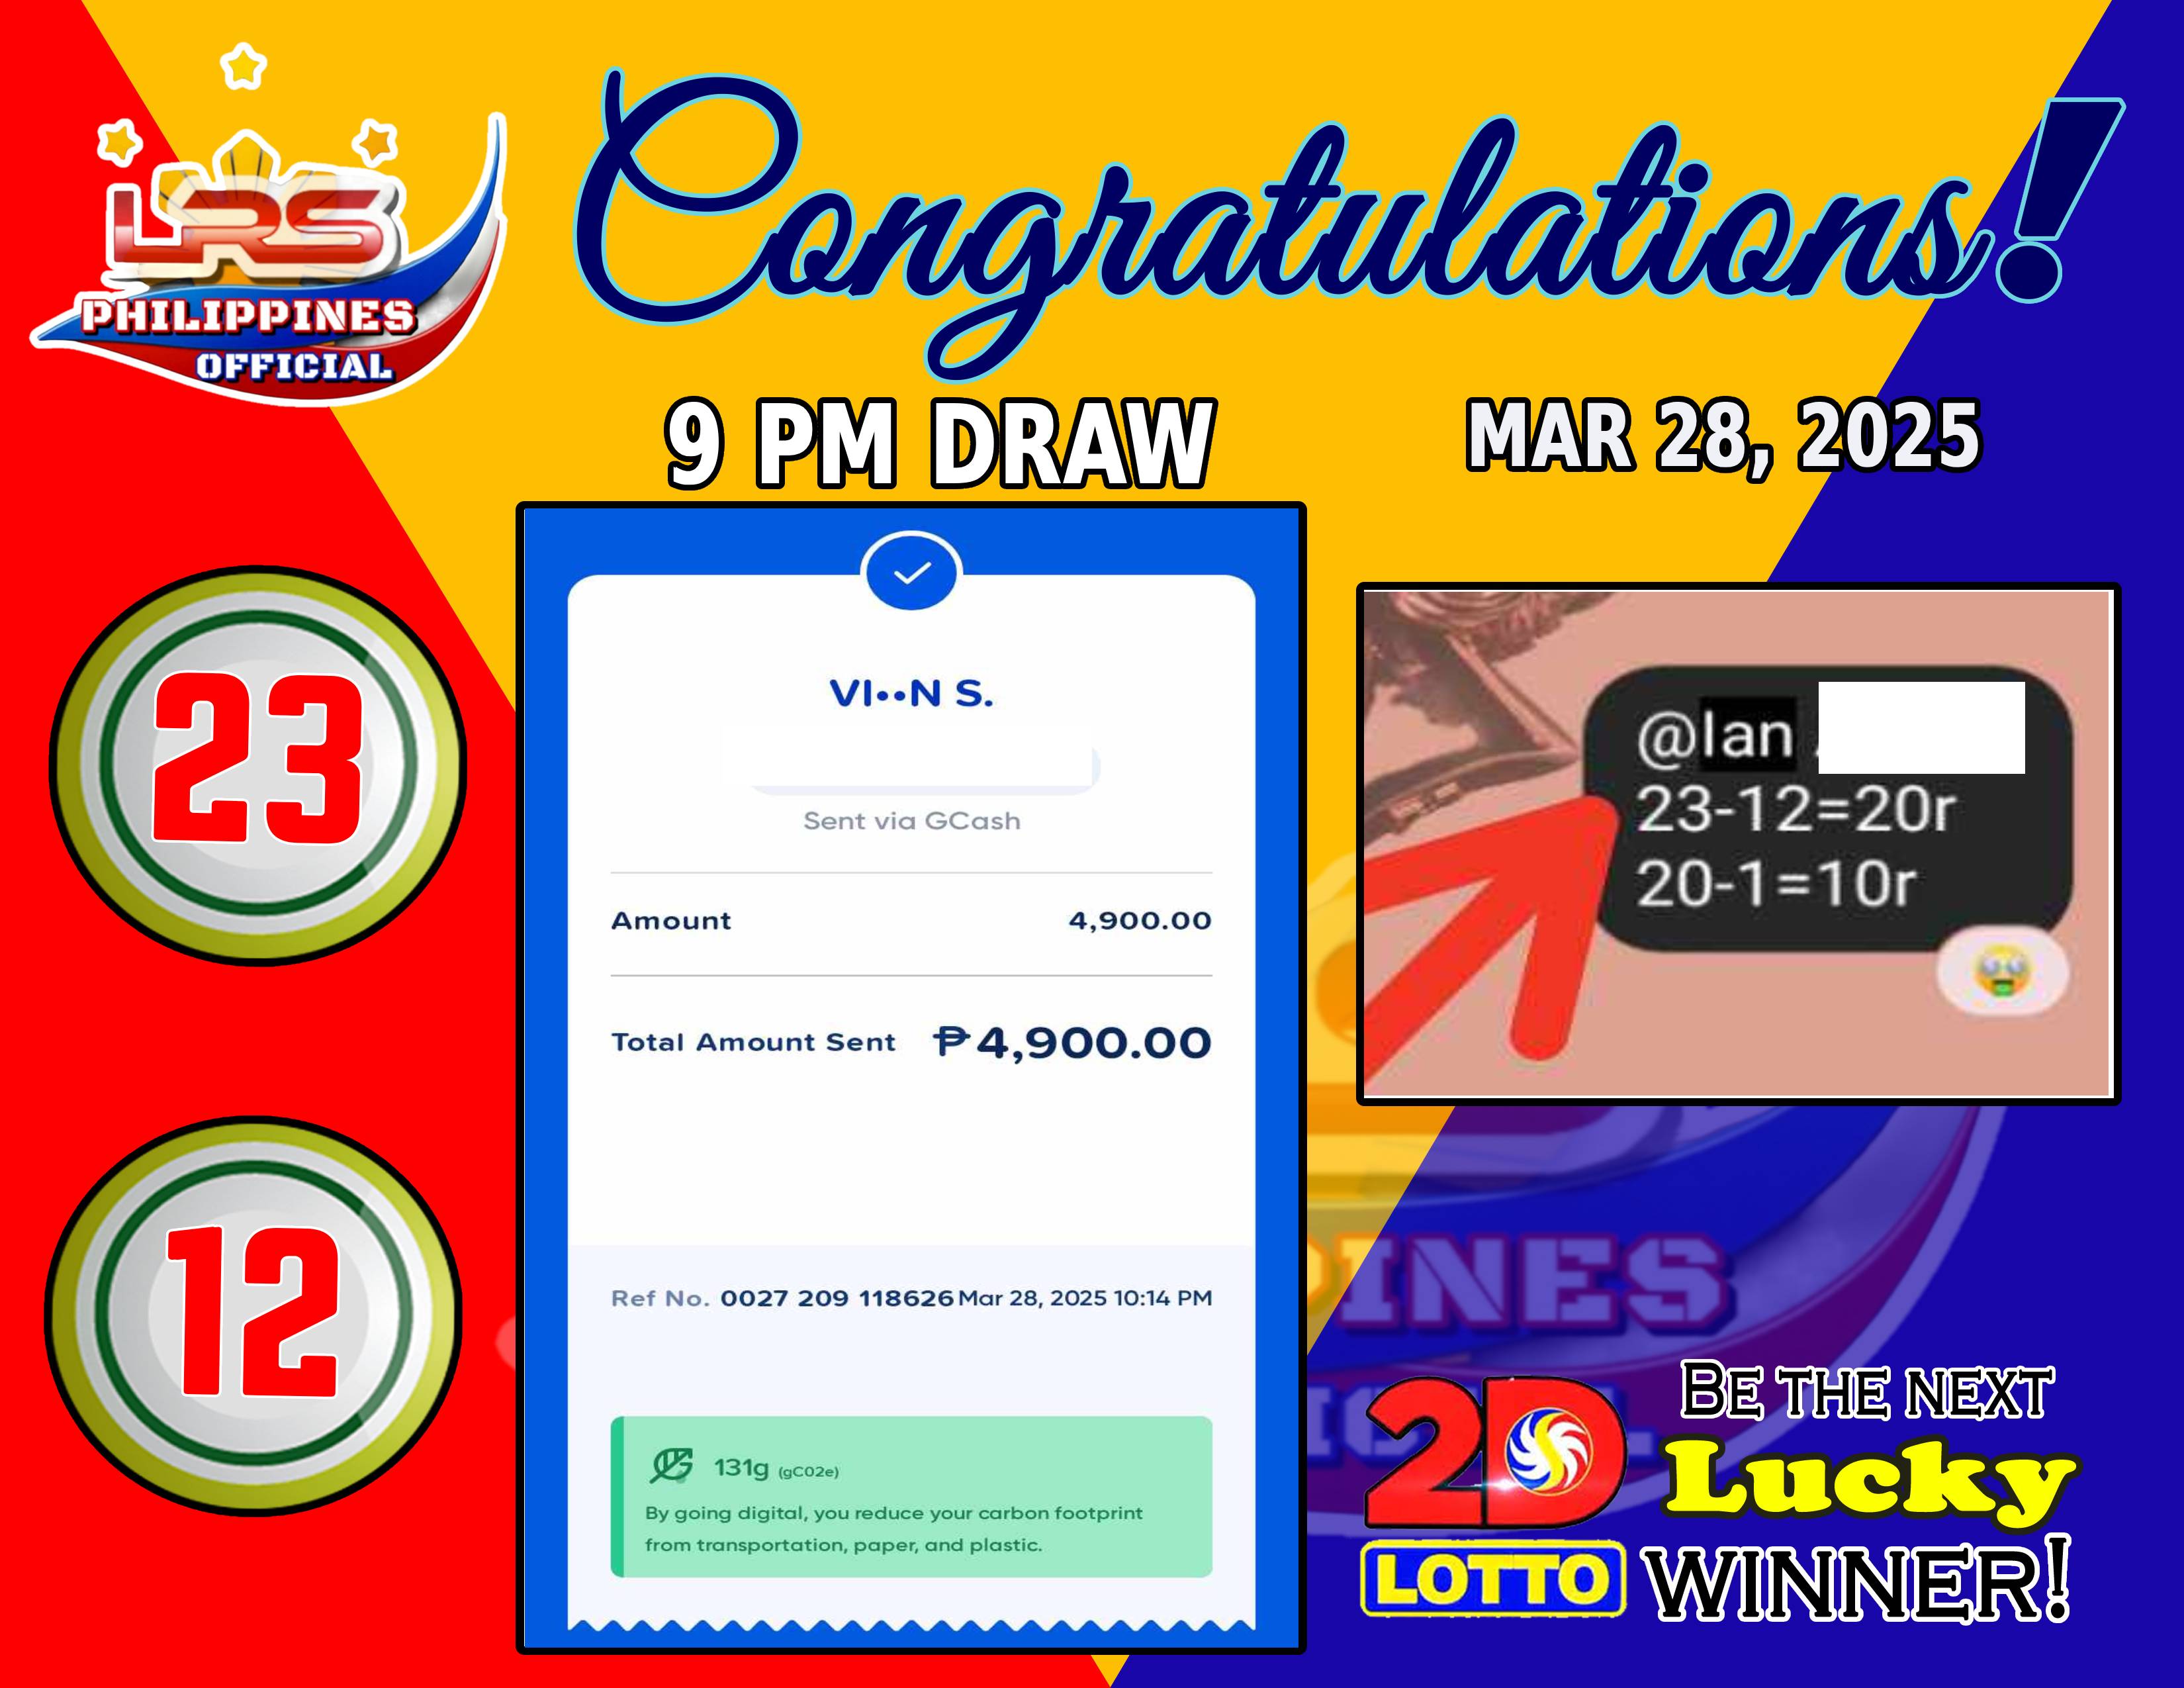 LRS
PHILIPPINES
OFFICIAL
Congratulations!
9 PM DRAW
MAR 28, 2025
23
12
VI••N S.
Sent via GCash
Amount 4,900.00
Total Amount Sent ₱4,900.00
Ref No. 0027 209 118626 Mar 28, 2025 10:14 PM
131g (gCO2e)
By going digital, you reduce your carbon footprint
from transportation, paper, and plastic.
@Ian
23-12=20r
20-1=10r
PINES
2D
LOTTO
BE THE NEXT
Lucky
WINNER!